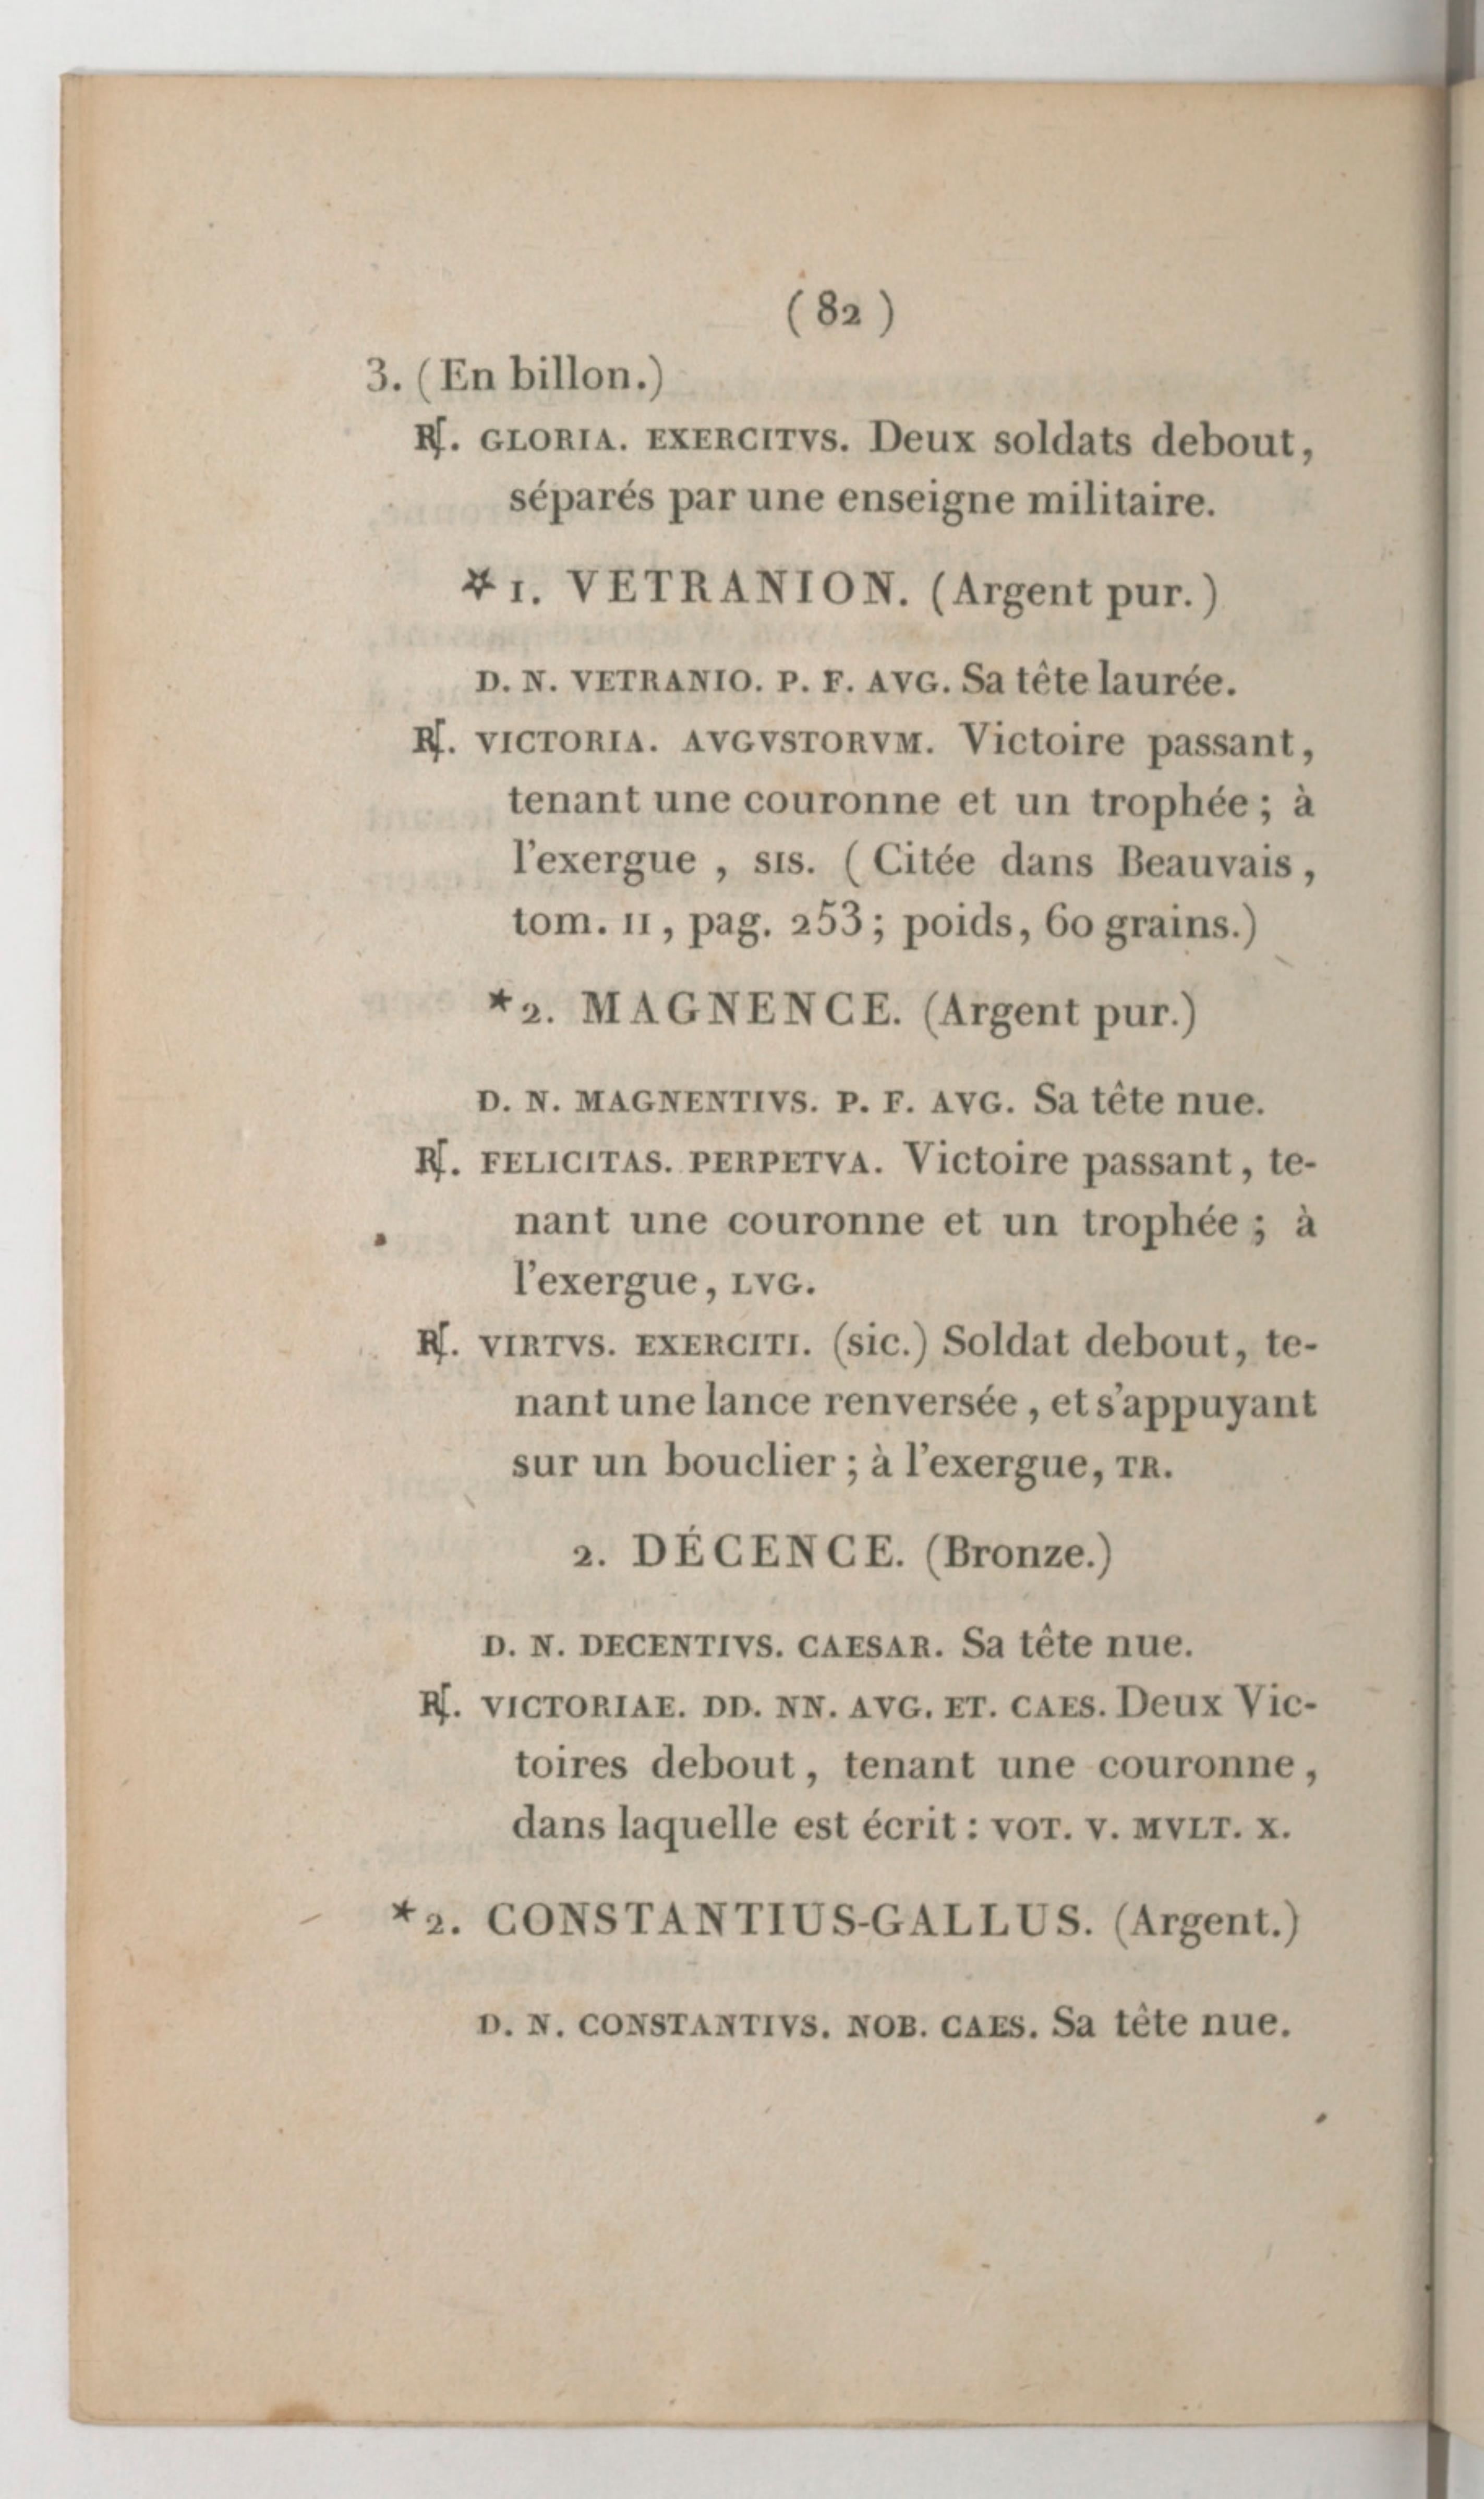 ( 82 )
3. (En billon.)
R⁄. GLORIA. EXERCITVS. Deux soldats debout,
séparés par une enseigne militaire.
* 1. VETRANION. (Argent pur.)
D. N. VETRANIO. P. F. AVG. Sa tête laurée.
R⁄. VICTORIA. AVGVSTORVM. Victoire passant,
tenant une couronne et un trophée ; à
l'exergue , SIS. ( Citée dans Beauvais ,
tom. II , pag. 253 ; poids, 60 grains.)
* 2. MAGNENCE. (Argent pur.)
D. N. MAGNENTIVS. P. F. AVG. Sa tête nue.
R⁄. FELICITAS. PERPETVA. Victoire passant, te-
nant une couronne et un trophée ; à
l'exergue, LVG.
R⁄. VIRTVS. EXERCITI. (sic.) Soldat debout, te-
nant une lance renversée , et s'appuyant
sur un bouclier ; à l'exergue, TR.
2. DÉCENCE. (Bronze.)
D. N. DECENTIVS. CAESAR. Sa tête nue.
R⁄. VICTORIAE. DD. NN. AVG. ET. CAES. Deux Vic-
toires debout, tenant une couronne,
dans laquelle est écrit : VOT. V. MVLT. X.
* 2. CONSTANTIUS-GALLUS. (Argent.)
D. N. CONSTANTIVS. NOB. CAES. Sa tête nue.